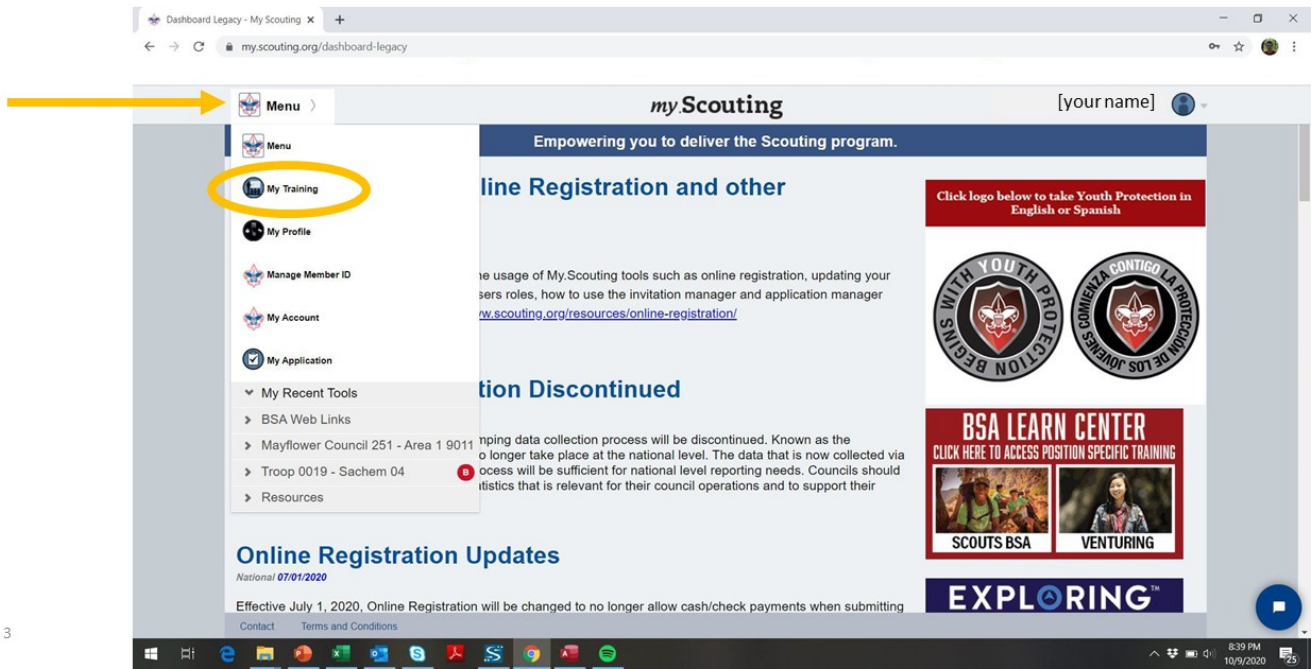 Dashboard Legacy - My Scouting
my.scouting.org/dashboard-legacy
Menu
my.Scouting
[your name]
Menu
My Training
My Profile
Manage Member ID
My Account
My Application
My Recent Tools
BSA Web Links
Mayflower Council 251 - Area 1 9011
Troop 0019 - Sachem 04 B
Resources
Empowering you to deliver the Scouting program.
line Registration and other
e usage of My.Scouting tools such as online registration, updating your
sers roles, how to use the invitation manager and application manager
w.scouting.org/resources/online-registration/
tion Discontinued
mping data collection process will be discontinued. Known as the
o longer take place at the national level. The data that is now collected via
ocess will be sufficient for national level reporting needs. Councils should
tistics that is relevant for their council operations and to support their
Online Registration Updates
National 07/01/2020
Effective July 1, 2020, Online Registration will be changed to no longer allow cash/check payments when submitting
Contact Terms and Conditions
Click logo below to take Youth Protection in
English or Spanish
YOUTH PROTECTION BEGINS WITH YOU
LA PROTECCIÓN DE LOS JÓVENES COMIENZA CONTIGO
BSA LEARN CENTER
CLICK HERE TO ACCESS POSITION SPECIFIC TRAINING
SCOUTS BSA VENTURING
EXPLORING™
3
8:39 PM
10/9/2020
25